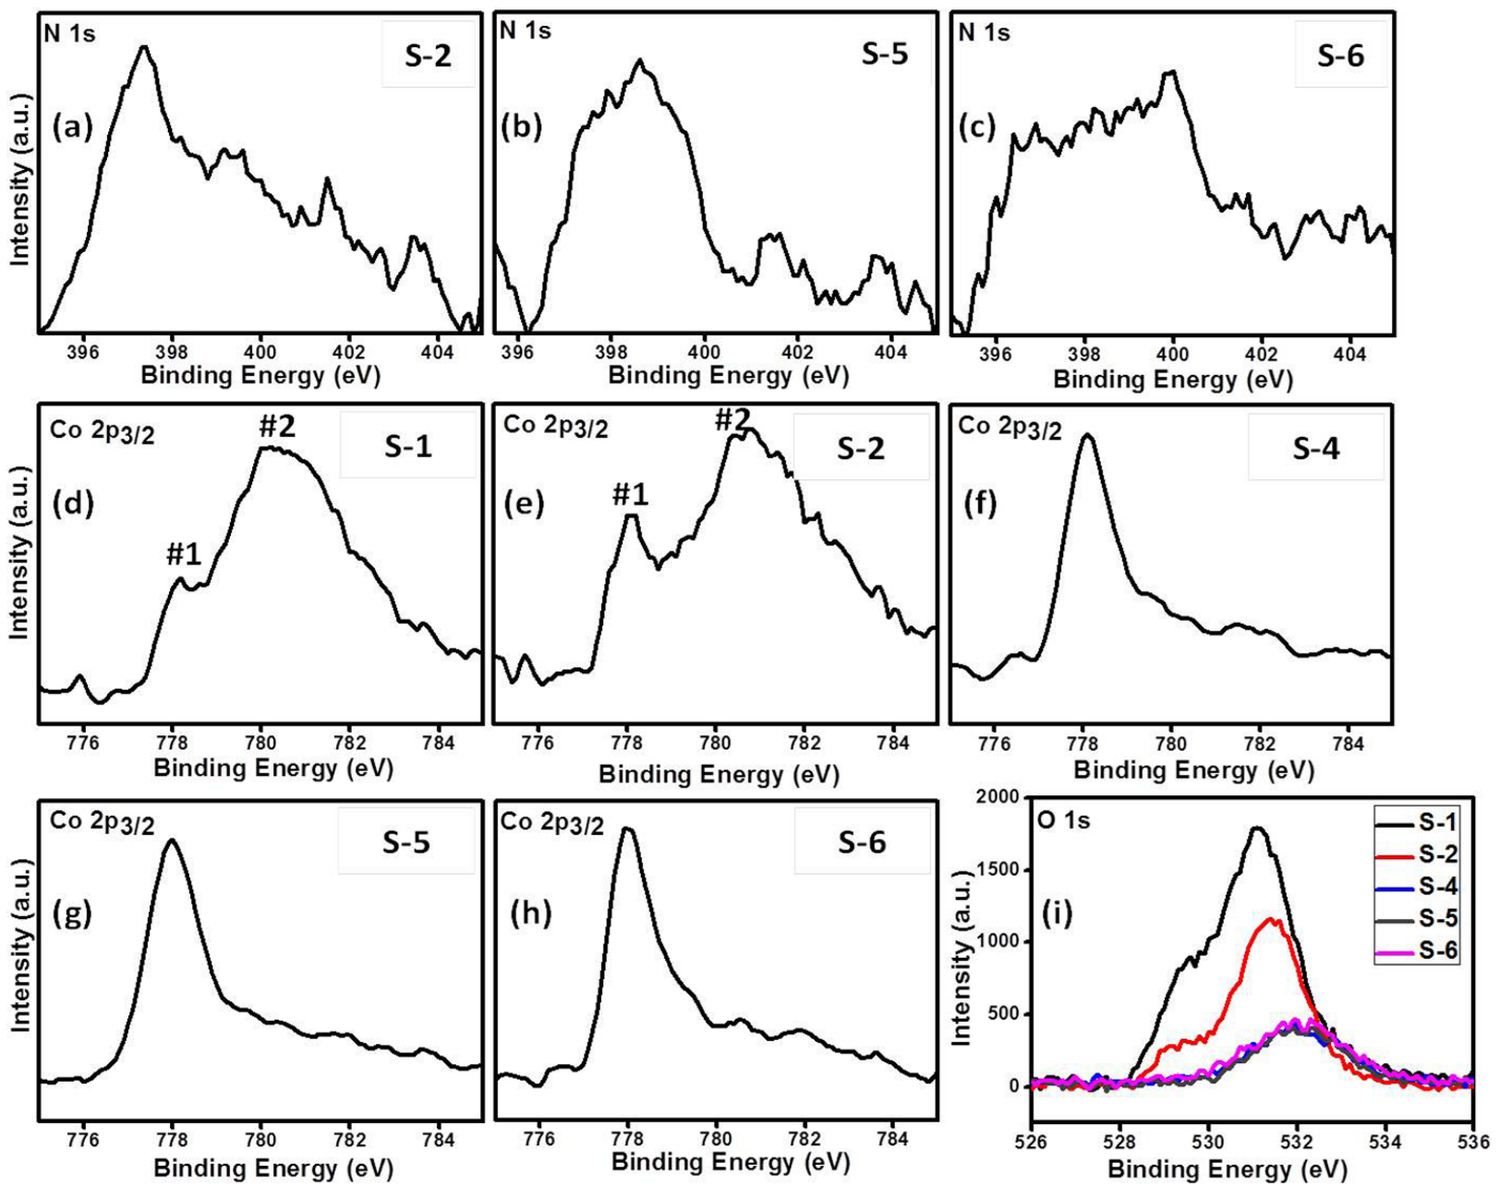 N 1s
S-2
(a)
Intensity (a.u.)
396 398 400 402 404
Binding Energy (eV)
N 1s
S-5
(b)
396 398 400 402 404
Binding Energy (eV)
N 1s
S-6
(c)
396 398 400 402 404
Binding Energy (eV)
Co 2p3/2
#2
S-1
(d)
#1
Intensity (a.u.)
776 778 780 782 784
Binding Energy (eV)
Co 2p3/2
#2
S-2
#1
(e)
776 778 780 782 784
Binding Energy (eV)
Co 2p3/2
S-4
(f)
776 778 780 782 784
Binding Energy (eV)
Co 2p3/2
S-5
(g)
Intensity (a.u.)
776 778 780 782 784
Binding Energy (eV)
Co 2p3/2
S-6
(h)
776 778 780 782 784
Binding Energy (eV)
O 1s
S-1
S-2
S-4
S-5
S-6
(i)
Intensity (a.u.)
2000
1500
1000
500
0
526 528 530 532 534 536
Binding Energy (eV)